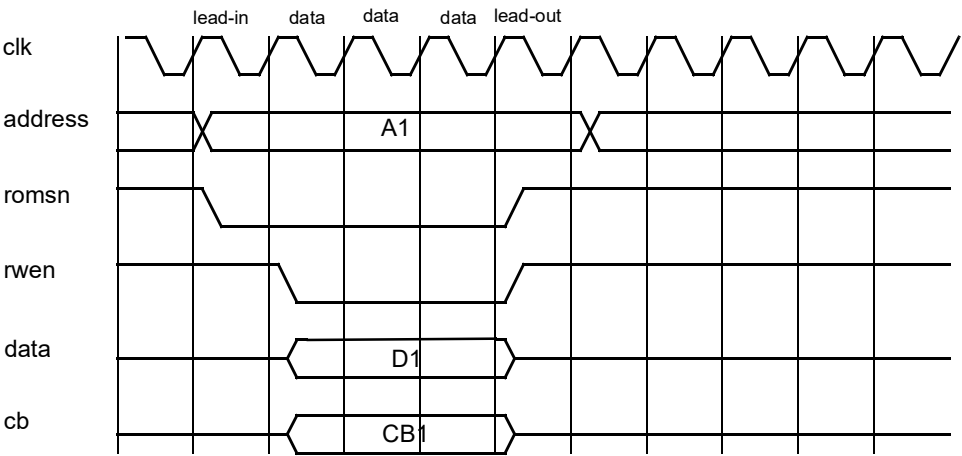 lead-in data data data lead-out
clk
address A1
romsn
rwen
data D1
cb CB1